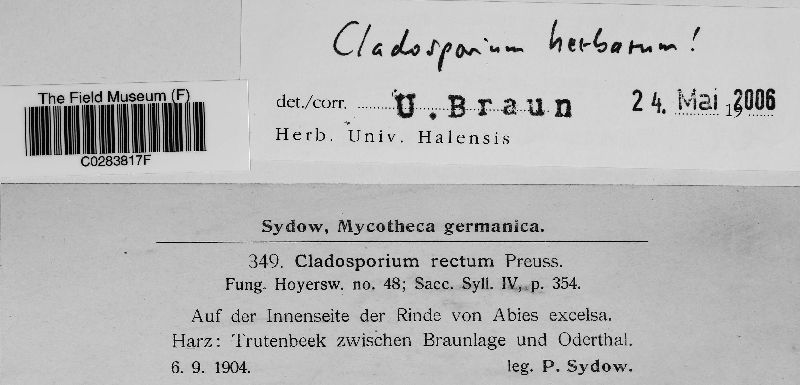 Cladosporium herbarum!
The Field Museum (F)
C0283817F
det./corr. U. Braun 24. Mai 2006
Herb. Univ. Halensis
Sydow, Mycotheca germanica.
349. Cladosporium rectum Preuss.
Fung. Hoyersw. no. 48; Sacc. Syll. IV, p. 354.
Auf der Innenseite der Rinde von Abies excelsa.
Harz: Trutenbeek zwischen Braunlage und Oderthal.
6. 9. 1904. leg. P. Sydow.